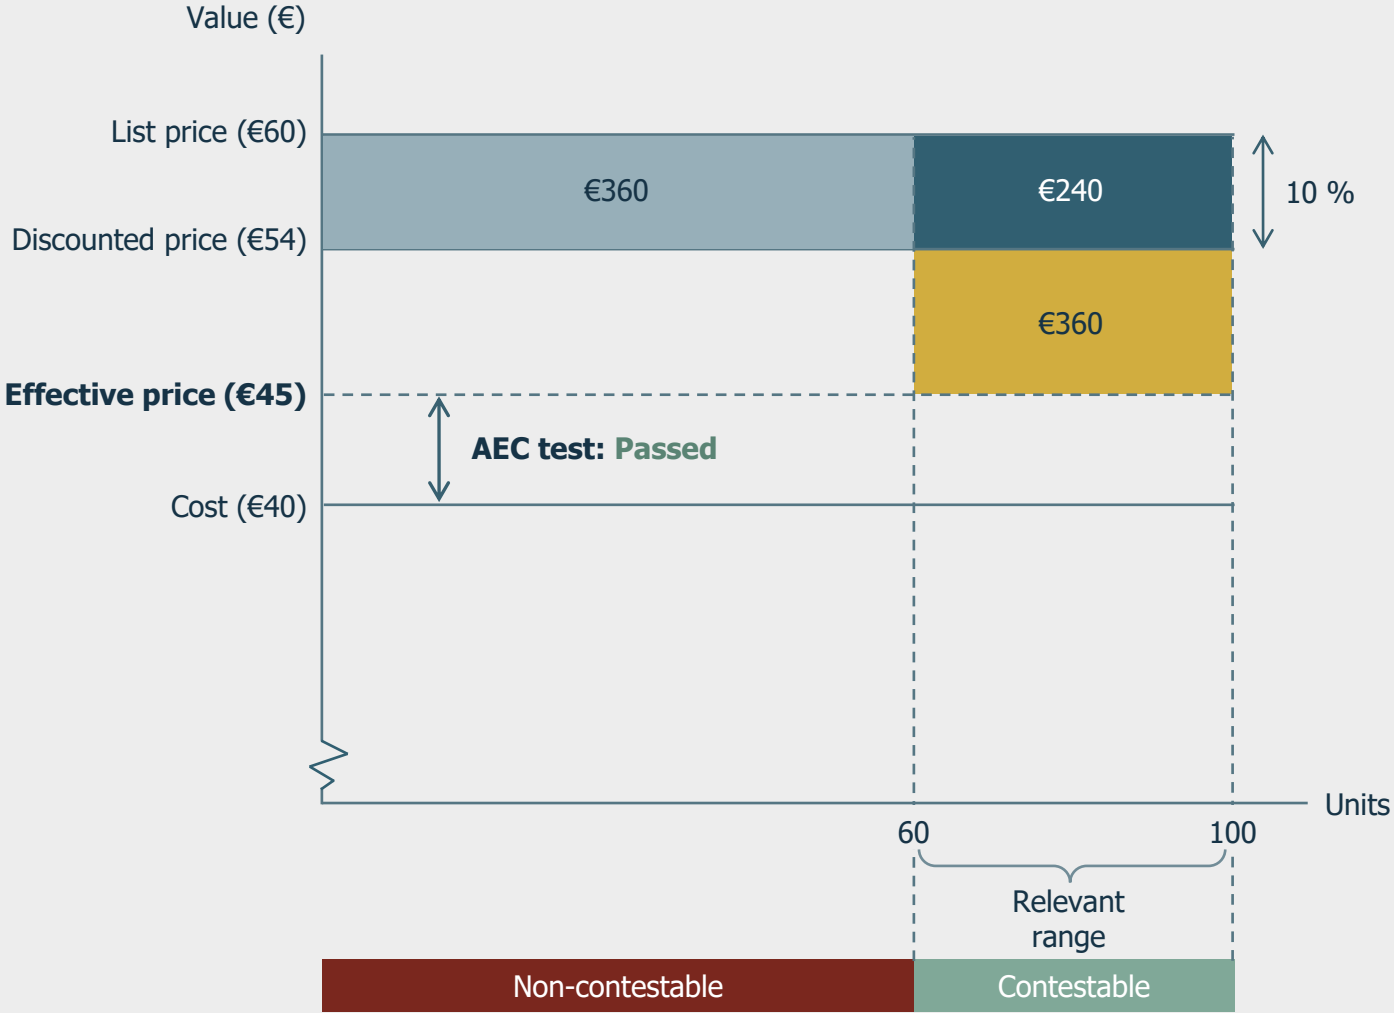 Value (€)
List price (€60)
€360
€240
10 %
Discounted price (€54)
€360
Effective price (€45)
AEC test: Passed
Cost (€40)
Units
60
100
Relevant
range
Non-contestable
Contestable